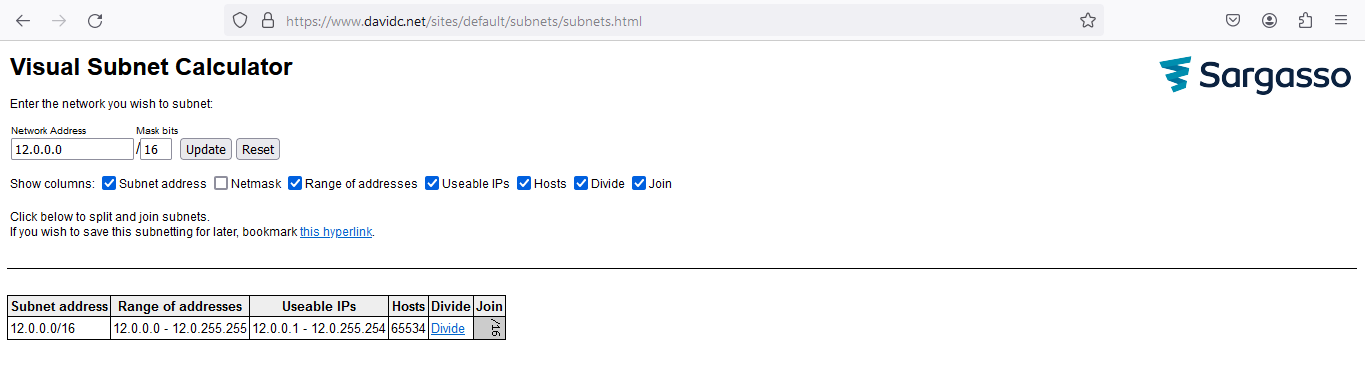 https://www.davidc.net/sites/default/subnets/subnets.html
Visual Subnet Calculator
Sargasso
Enter the network you wish to subnet:
Network Address Mask bits
12.0.0.0 / 16 Update Reset
Show columns: Subnet address Netmask Range of addresses Useable IPs Hosts Divide Join
Click below to split and join subnets.
If you wish to save this subnetting for later, bookmark this hyperlink.
Subnet address Range of addresses Useable IPs Hosts Divide Join
12.0.0.0/16 12.0.0.0 - 12.0.255.255 12.0.0.1 - 12.0.255.254 65534 Divide /16